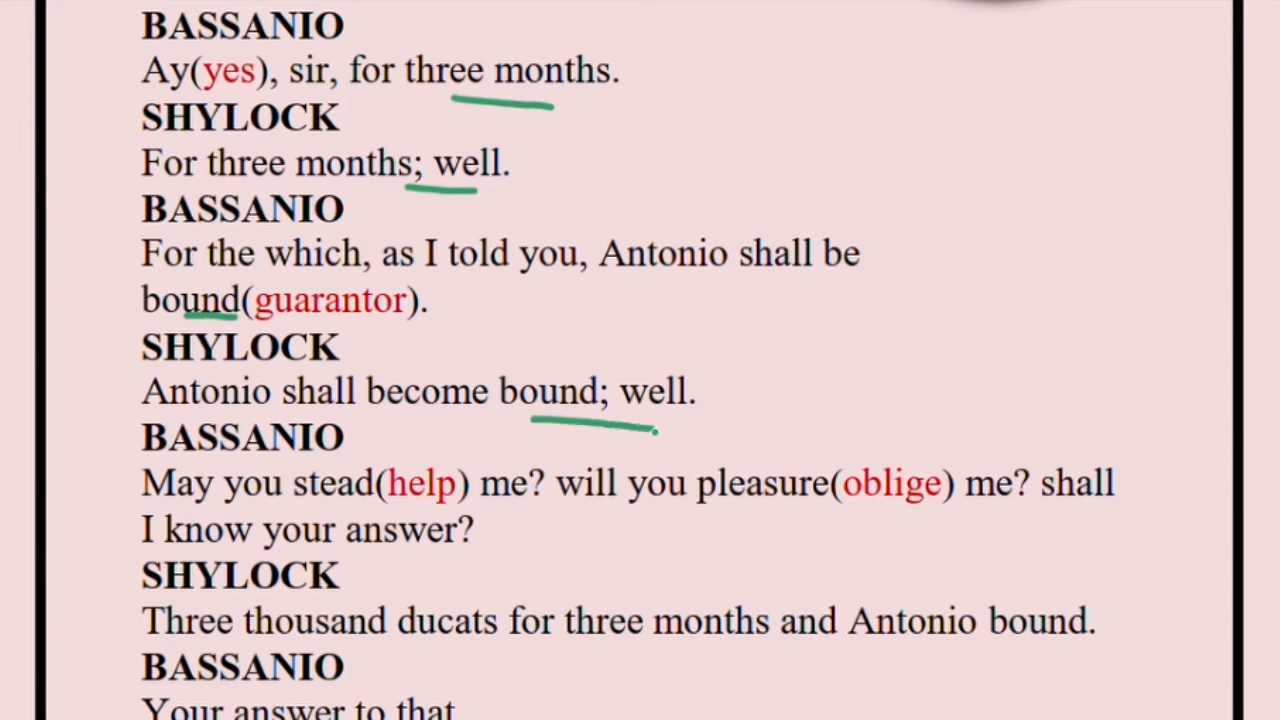 BASSANIO
Ay(yes), sir, for three months.
SHYLOCK
For three months; well.
BASSANIO
For the which, as I told you, Antonio shall be
bound(guarantor).
SHYLOCK
Antonio shall become bound; well.
BASSANIO
May you stead(help) me? will you pleasure(oblige) me? shall
I know your answer?
SHYLOCK
Three thousand ducats for three months and Antonio bound.
BASSANIO
Your answer to that